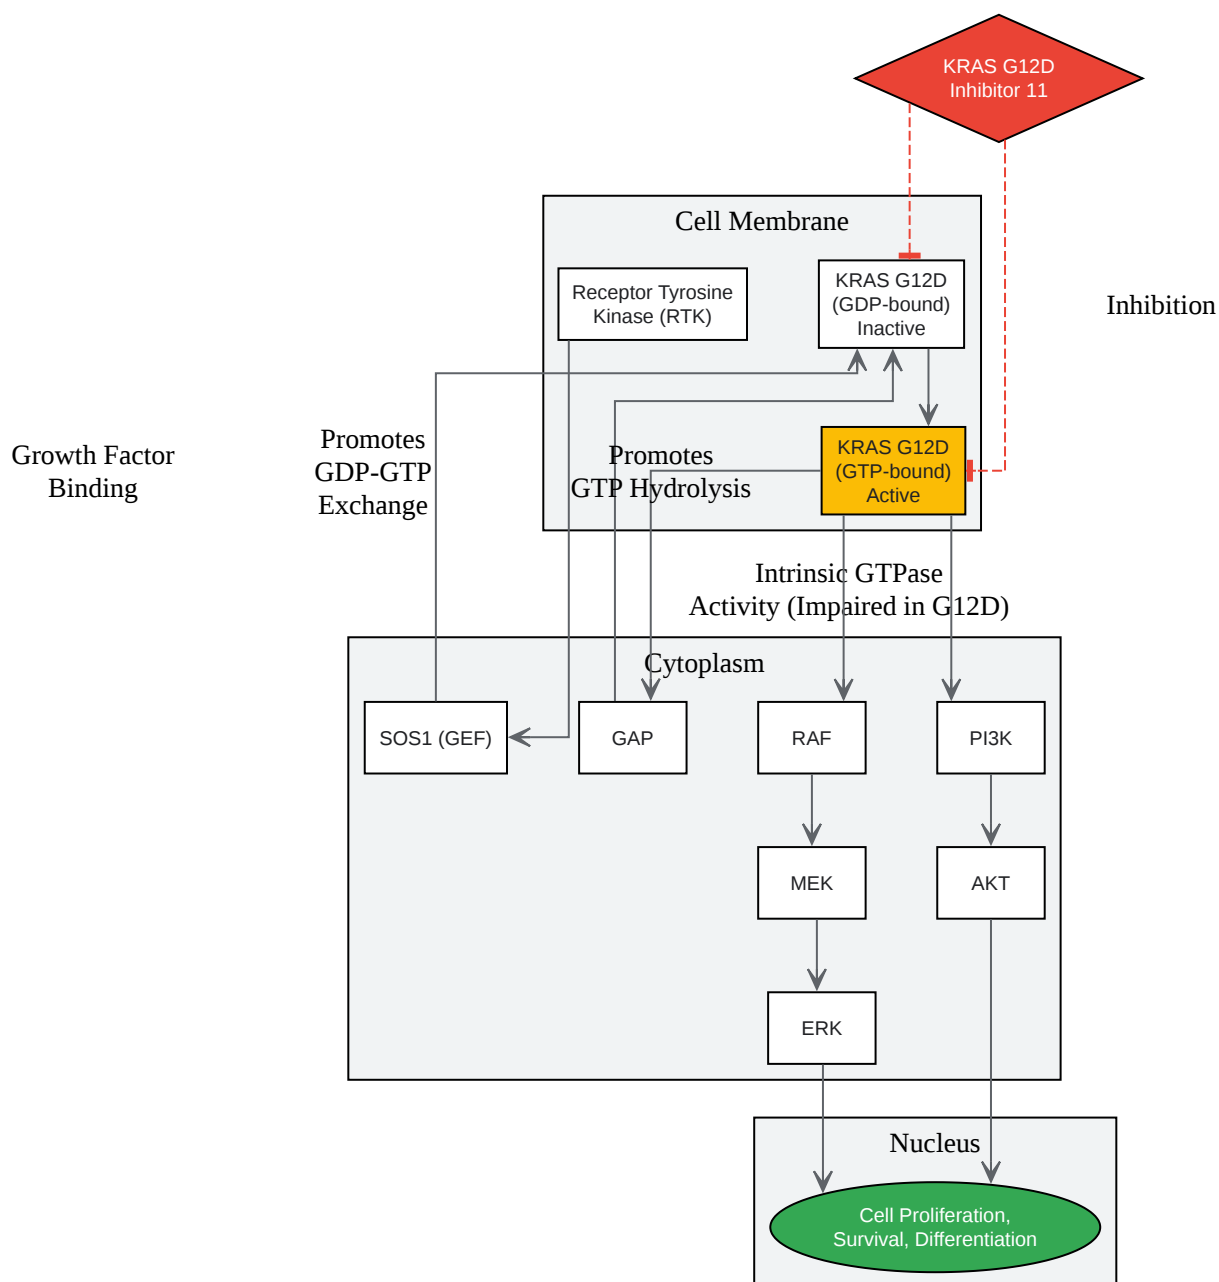 KRAS G12D
Inhibitor 11
Cell Membrane
Receptor Tyrosine
Kinase (RTK)
KRAS G12D
(GDP-bound)
Inactive
Inhibition
Growth Factor
Binding
Promotes
GDP-GTP
Exchange
Promotes
GTP Hydrolysis
KRAS G12D
(GTP-bound)
Active
Intrinsic GTPase
Activity (Impaired in G12D)
Cytoplasm
SOS1 (GEF)
GAP
RAF
PI3K
MEK
AKT
ERK
Nucleus
Cell Proliferation,
Survival, Differentiation